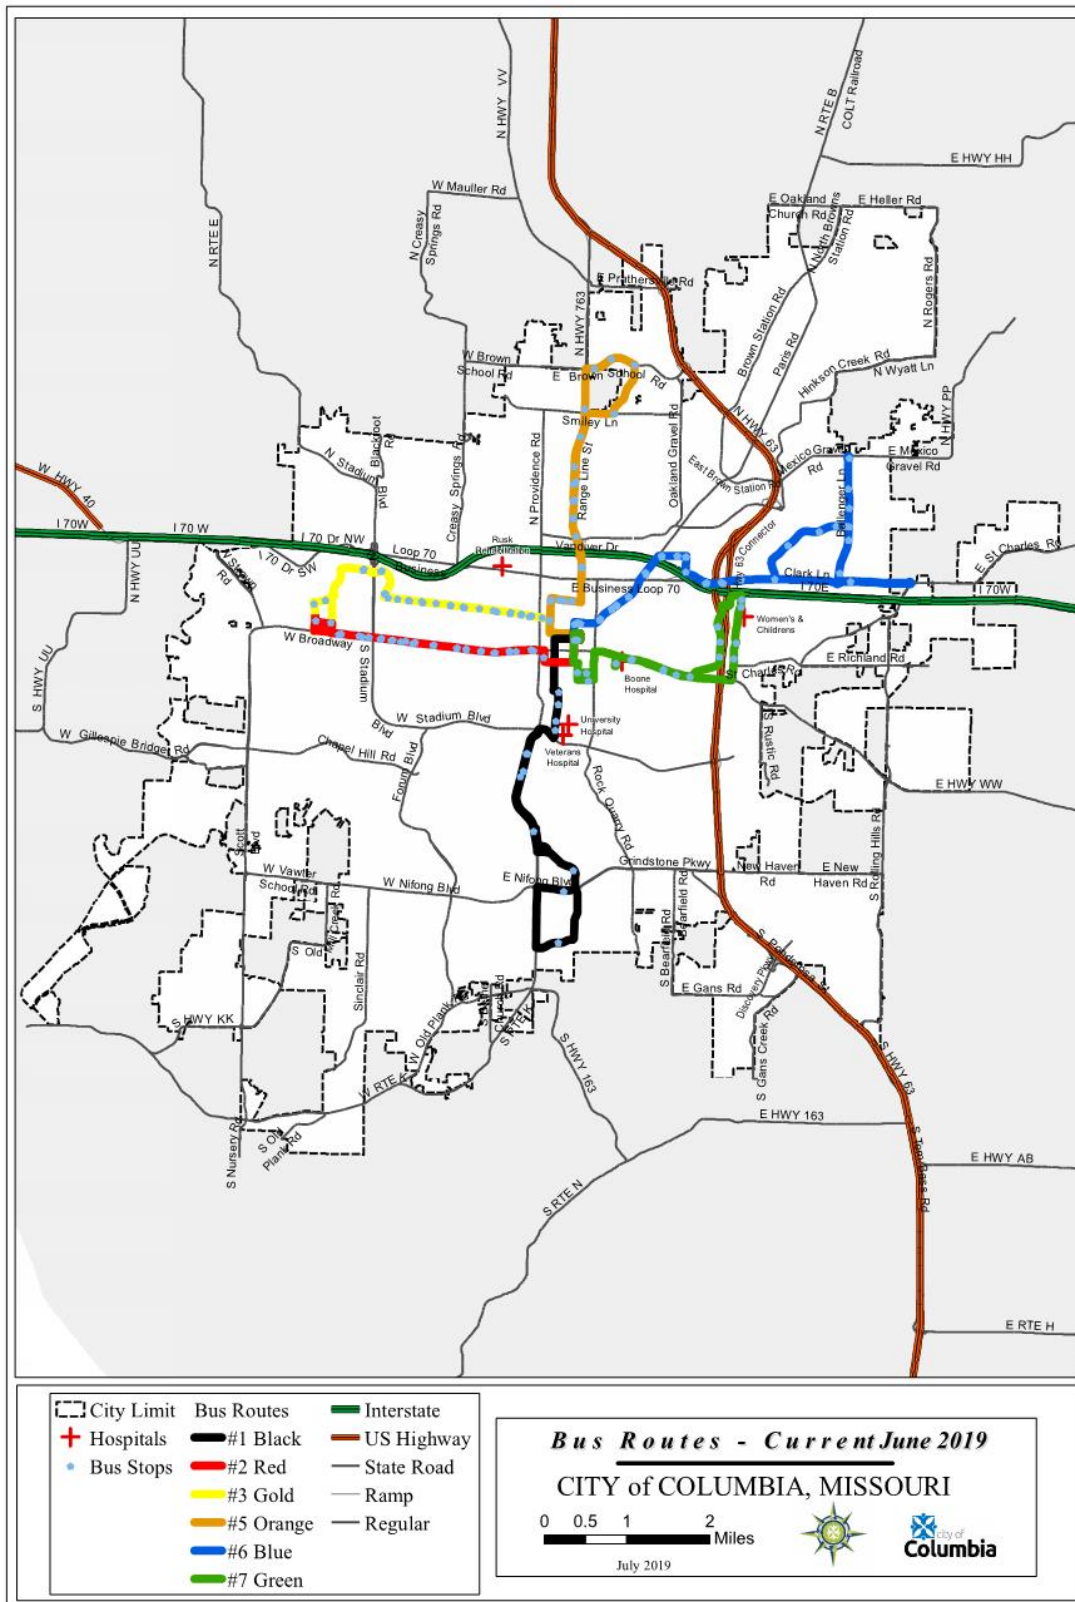 N HWY VV
N RTE B
COLT Railroad
E HWY HH
W Mauller Rd
E Oakland
Church Rd
E Heller Rd
N RTE E
N Creasy
Springs Rd
N North Browns
Station Rd
E Prathersville Rd
N HWY 763
N Rogers Rd
Brown Station Rd
Paris Rd
W Brown
School Rd
E Brown School Rd
Hinkson Creek Rd
N Wyatt Ln
Smiley Ln
N HWY 63
N HWY PP
Blackfoot
Rd
N Stadium
Blvd
Creasy Springs Rd
N Providence Rd
Range Line St
Oakland Gravel Rd
East Brown Station Rd
Mexico Gravel
Rd
E Mexico
Gravel Rd
Ballenger Ln
W HWY 40
I 70W
I 70 W
I 70 Dr NW
I 70 Dr SW
Loop 70
Business
Rusk
Rehabilitation
Vandiver Dr
E Business Loop 70
Hwy 63 Connector
Clark Ln
I 70E
I 70W
E St Charles Rd
N HWY UU
W Broadway
S Stadium
Blvd
Women's &
Childrens
Boone
Hospital
St Charles Rd
E Richland Rd
S HWY UU
W Gillespie Bridge Rd
W Stadium Blvd
Chapel Hill Rd
Forum Blvd
University
Hospital
Veterans
Hospital
Rock Quarry Rd
S Rustic Rd
E HWY WW
Scott
Blvd
W Vawter
School Rd
W Nifong Blvd
E Nifong Blvd
Grindstone Pkwy
New Haven
Rd
E New
Haven Rd
S Rolling Hills Rd
S Old
Mill Creek Rd
Sinclair Rd
S Bearfield Rd
Bearfield Rd
S Ponderosa St
Discovery Pkwy
E Gans Rd
S Gans Creek Rd
S HWY KK
W Old Plank Rd
S RTE K
W RTE K
S HWY 163
S HWY 63
E HWY 163
S Nursery Rd
S Old
Plank Rd
S RTE N
S Tom Bass Rd
E HWY AB
E RTE H
City Limit
Hospitals
Bus Stops
Bus Routes
#1 Black
#2 Red
#3 Gold
#5 Orange
#6 Blue
#7 Green
Interstate
US Highway
State Road
Ramp
Regular
Bus Routes - Current June 2019
CITY of COLUMBIA, MISSOURI
0 0.5 1 2
Miles
July 2019
city of
Columbia